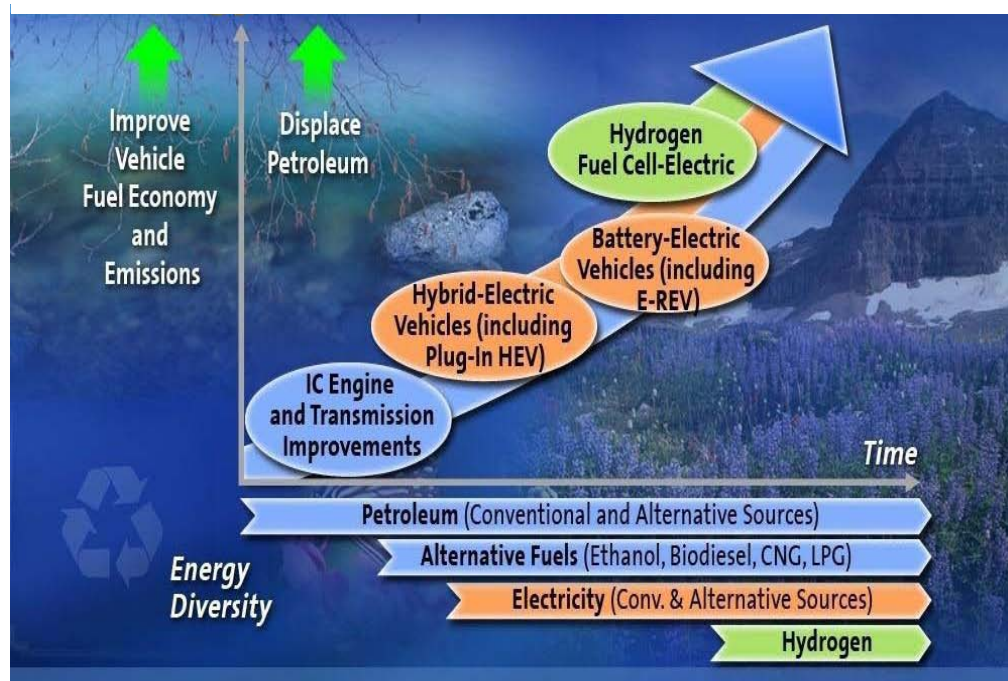 Improve
Vehicle
Fuel Economy
and
Emissions
Displace
Petroleum
Hydrogen
Fuel Cell-Electric
Battery-Electric
Vehicles (including
E-REV)
Hybrid-Electric
Vehicles (including
Plug-In HEV)
IC Engine
and Transmission
Improvements
Time
Petroleum (Conventional and Alternative Sources)
Alternative Fuels (Ethanol, Biodiesel, CNG, LPG)
Energy
Diversity
Electricity (Conv. & Alternative Sources)
Hydrogen